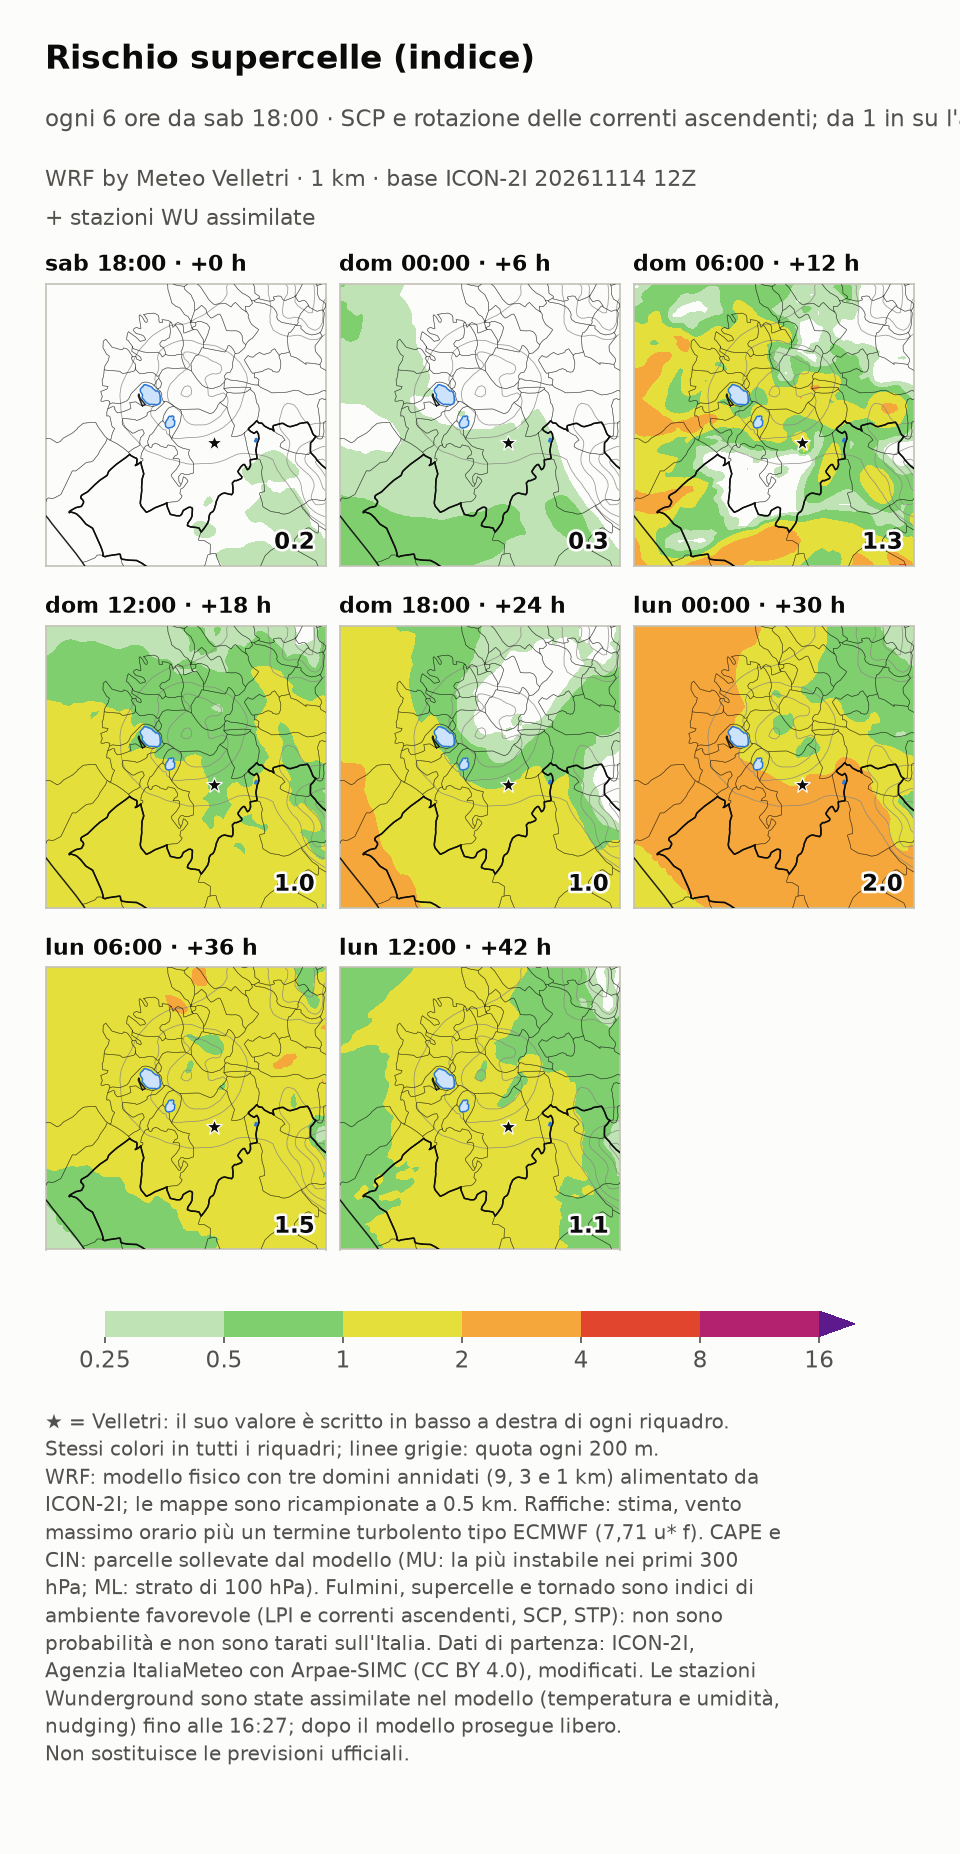 Rischio supercelle (indice)
ogni 6 ore da sab 18:00 · SCP e rotazione delle correnti ascendenti; da 1 in su l'
WRF by Meteo Velletri · 1 km · base ICON-2I 20261114 12Z
+ stazioni WU assimilate
sab 18:00 · +0 h
dom 00:00 · +6 h
dom 06:00 · +12 h
0.2
0.3
1.3
dom 12:00 · +18 h
dom 18:00 · +24 h
lun 00:00 · +30 h
1.0
1.0
2.0
lun 06:00 · +36 h
lun 12:00 · +42 h
1.5
1.1
0.25 0.5 1 2 4 8 16
★ = Velletri: il suo valore è scritto in basso a destra di ogni riquadro.
Stessi colori in tutti i riquadri; linee grigie: quota ogni 200 m.
WRF: modello fisico con tre domini annidati (9, 3 e 1 km) alimentato da
ICON-2I; le mappe sono ricampionate a 0.5 km. Raffiche: stima, vento
massimo orario più un termine turbolento tipo ECMWF (7,71 u* f). CAPE e
CIN: parcelle sollevate dal modello (MU: la più instabile nei primi 300
hPa; ML: strato di 100 hPa). Fulmini, supercelle e tornado sono indici di
ambiente favorevole (LPI e correnti ascendenti, SCP, STP): non sono
probabilità e non sono tarati sull'Italia. Dati di partenza: ICON-2I,
Agenzia ItaliaMeteo con Arpae-SIMC (CC BY 4.0), modificati. Le stazioni
Wunderground sono state assimilate nel modello (temperatura e umidità,
nudging) fino alle 16:27; dopo il modello prosegue libero.
Non sostituisce le previsioni ufficiali.